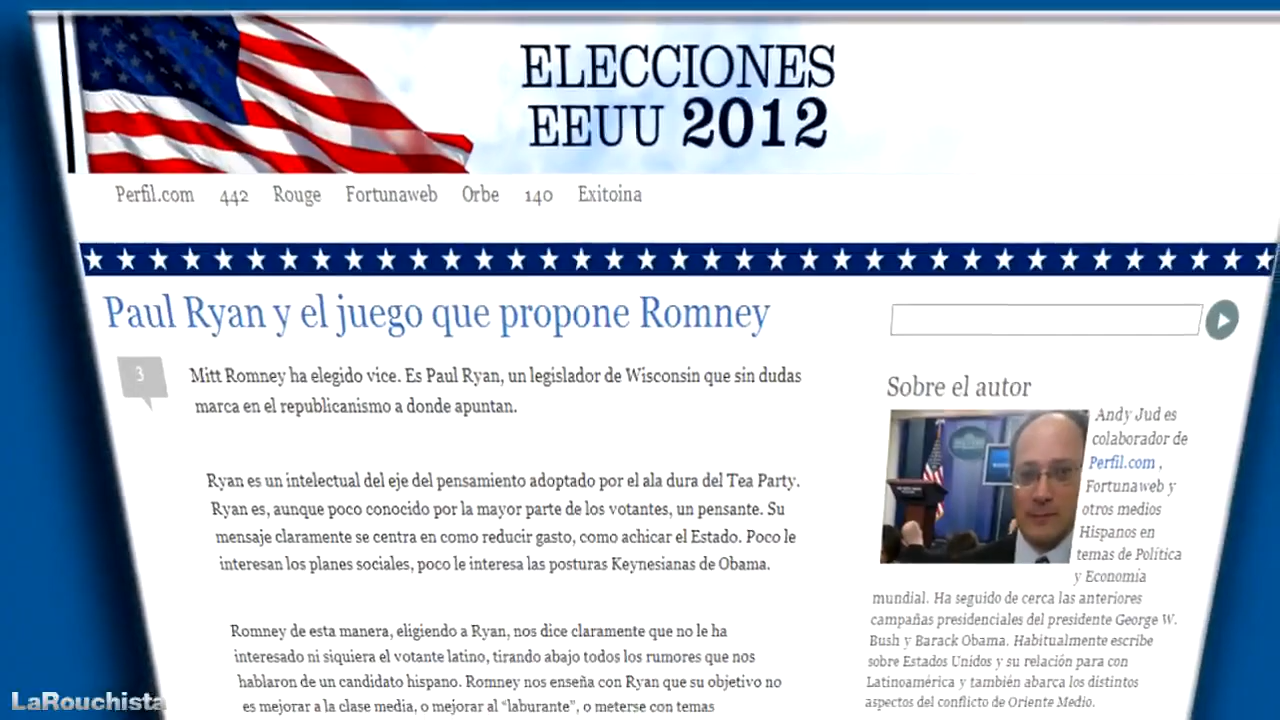 ELECCIONES
EEUU 2012
Perfil.com 442 Rouge Fortunaweb Orbe 140 Exitoina
Paul Ryan y el juego que propone Romney
3
Mitt Romney ha elegido vice. Es Paul Ryan, un legislador de Wisconsin que sin dudas
marca en el republicanismo a donde apuntan.
Ryan es un intelectual del eje del pensamiento adoptado por el ala dura del Tea Party.
Ryan es, aunque poco conocido por la mayor parte de los votantes, un pensante. Su
mensaje claramente se centra en como reducir gasto, como achicar el Estado. Poco le
interesan los planes sociales, poco le interesa las posturas Keynesianas de Obama.
Romney de esta manera, eligiendo a Ryan, nos dice claramente que no le ha
interesado ni siquiera el votante latino, tirando abajo todos los rumores que nos
hablaron de un candidato hispano. Romney nos enseña con Ryan que su objetivo no
es mejorar a la clase media, o mejorar al “laburante”, o meterse con temas
Sobre el autor
Andy Jud es
colaborador de
Perfil.com ,
Fortunaweb y
otros medios
Hispanos en
temas de Política
y Economia
mundial. Ha seguido de cerca las anteriores
campañas presidenciales del presidente George W.
Bush y Barack Obama. Habitualmente escribe
sobre Estados Unidos y su relación para con
Latinoamérica y también abarca los distintos
aspectos del conflicto de Oriente Medio.
LaRouchista